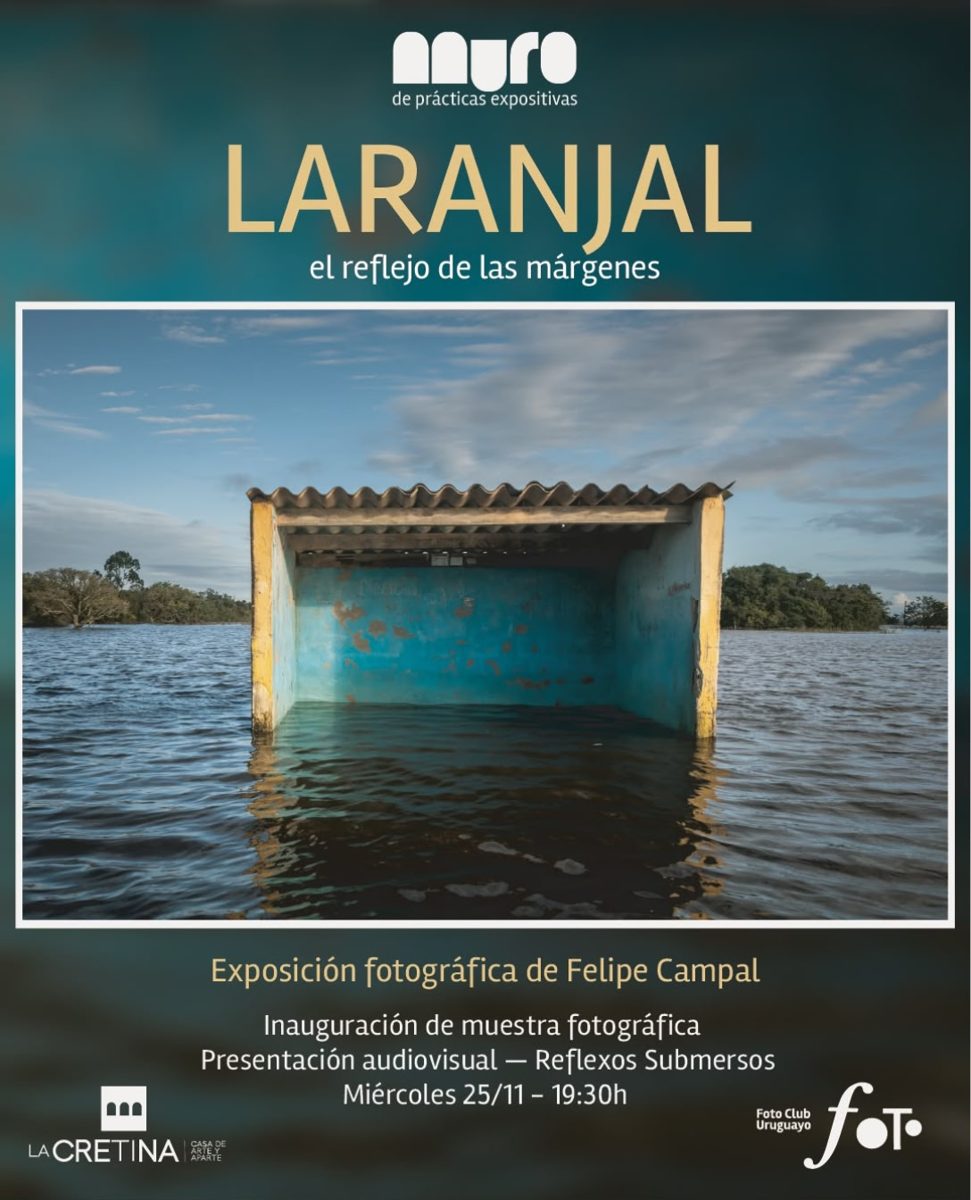 muro
de prácticas expositivas
LARANJAL
el reflejo de las márgenes
Exposición fotográfica de Felipe Campal
Inauguración de muestra fotográfica
Presentación audiovisual — Reflexos Submersos
Miércoles 25/11 – 19:30h
LA CRETINA
CASA DE
ARTE Y
APARTE
Foto Club
Uruguayo
foto